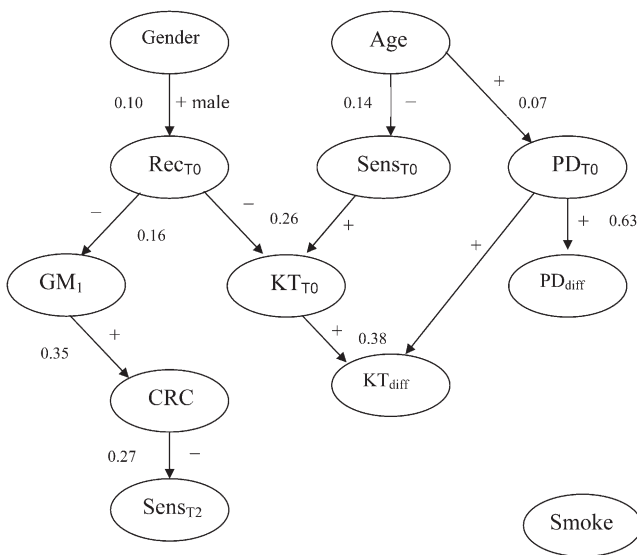 Gender Age
0.10 + male 0.14 − + 0.07
Rec_T0 Sens_T0 PD_T0
− 0.16 − 0.26 + + + 0.63
GM_1 KT_T0 PD_diff
0.35 + + 0.38
KT_diff
CRC
0.27 −
Sens_T2
Smoke